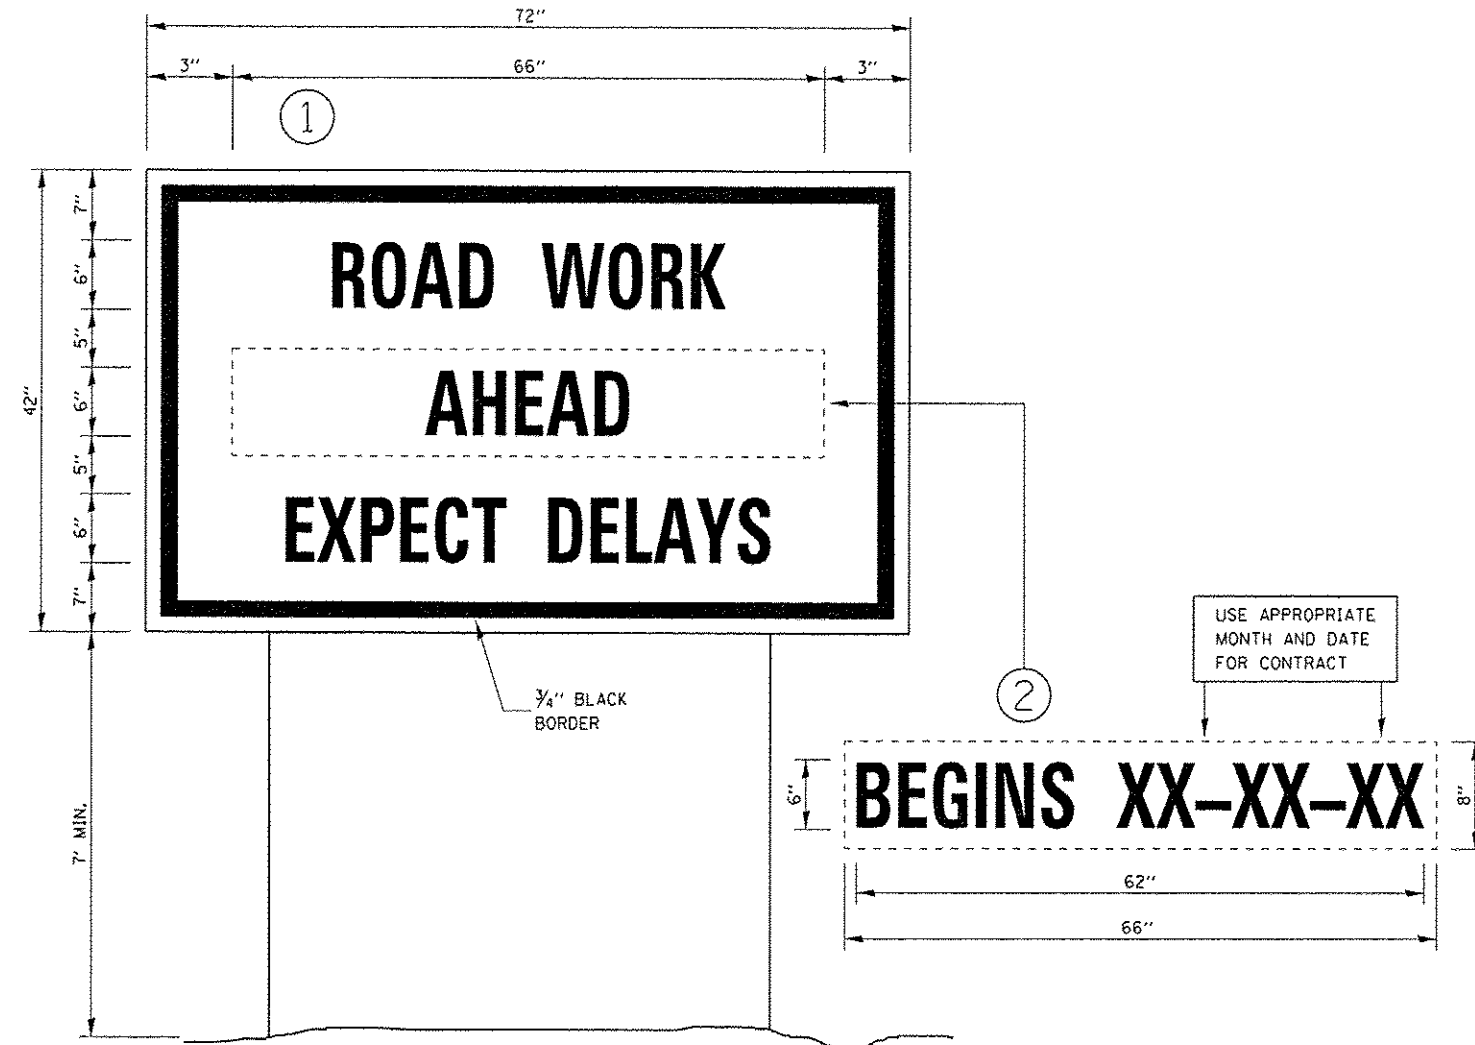 72"
3" 66" 3"
1
7"
6"
5"
6"
5"
6"
7"
42"
ROAD WORK
AHEAD
EXPECT DELAYS
3/4" BLACK
BORDER
7' MIN.
2
USE APPROPRIATE
MONTH AND DATE
FOR CONTRACT
6"
BEGINS XX-XX-XX
8"
62"
66"